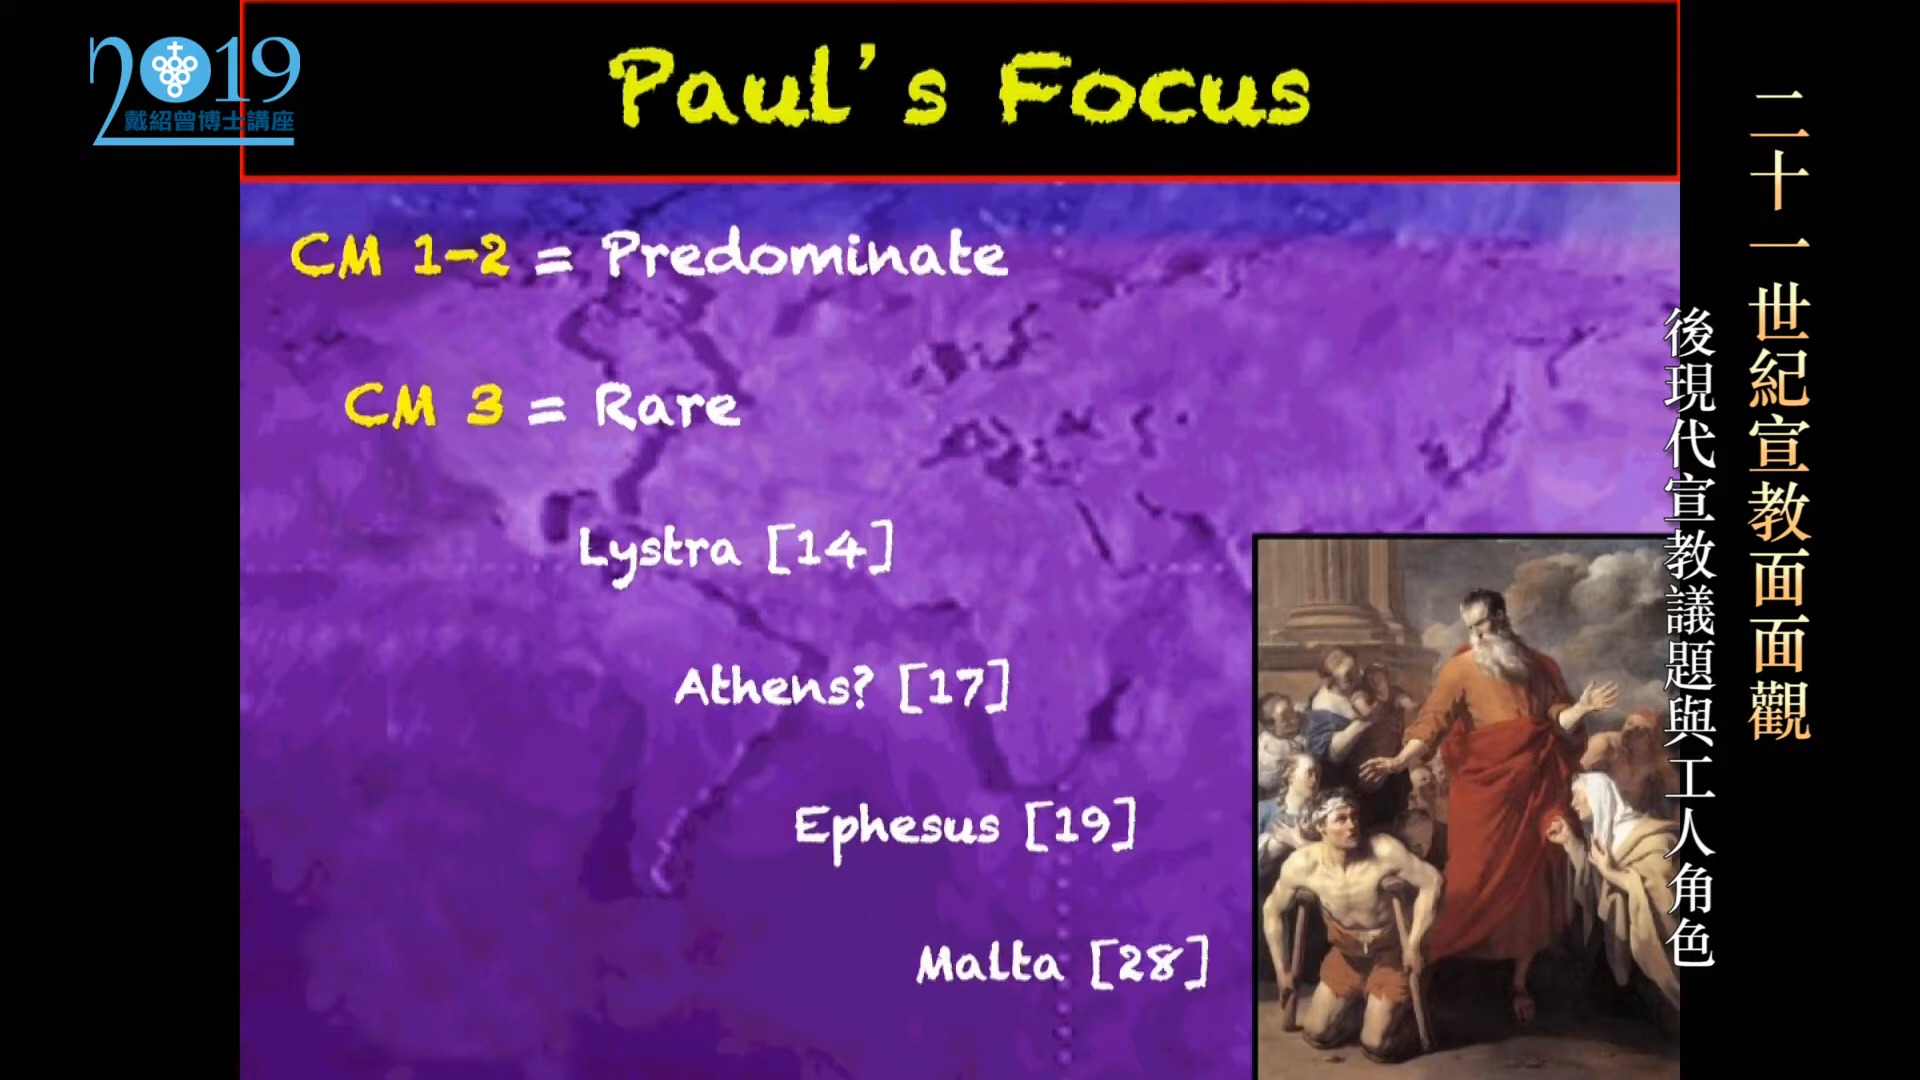 2019
戴紹曾博士講座
Paul's Focus
CM 1-2 = Predominate
CM 3 = Rare
Lystra [14]
Athens? [17]
Ephesus [19]
Malta [28]
二十一世紀宣教面面觀
後現代宣教議題與工人角色